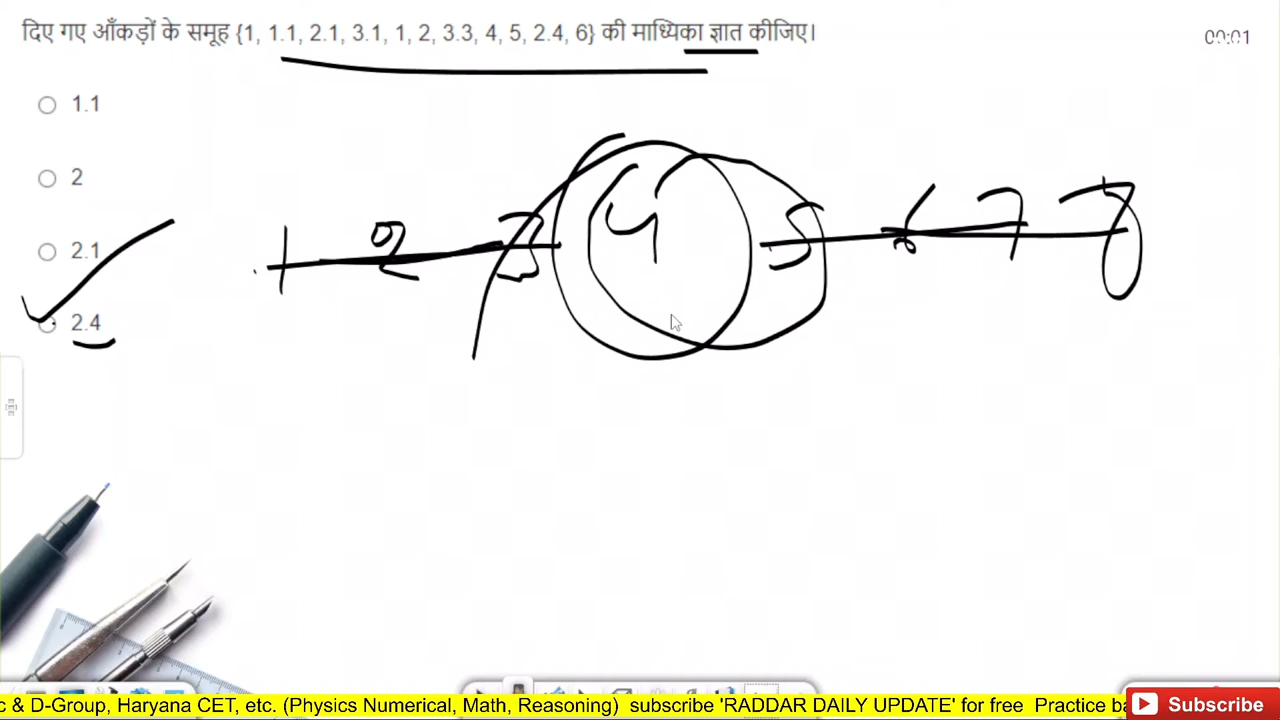 दिए गए आँकड़ों के समूह {1, 1.1, 2.1, 3.1, 1, 2, 3.3, 4, 5, 2.4, 6} की माध्यिका ज्ञात कीजिए।
00:01
1.1
2
2.1
2.4
1 2 3 4 5 6 7 8
c & D-Group, Haryana CET, etc. (Physics Numerical, Math, Reasoning) subscribe 'RADDAR DAILY UPDATE' for free Practice ba
Subscribe